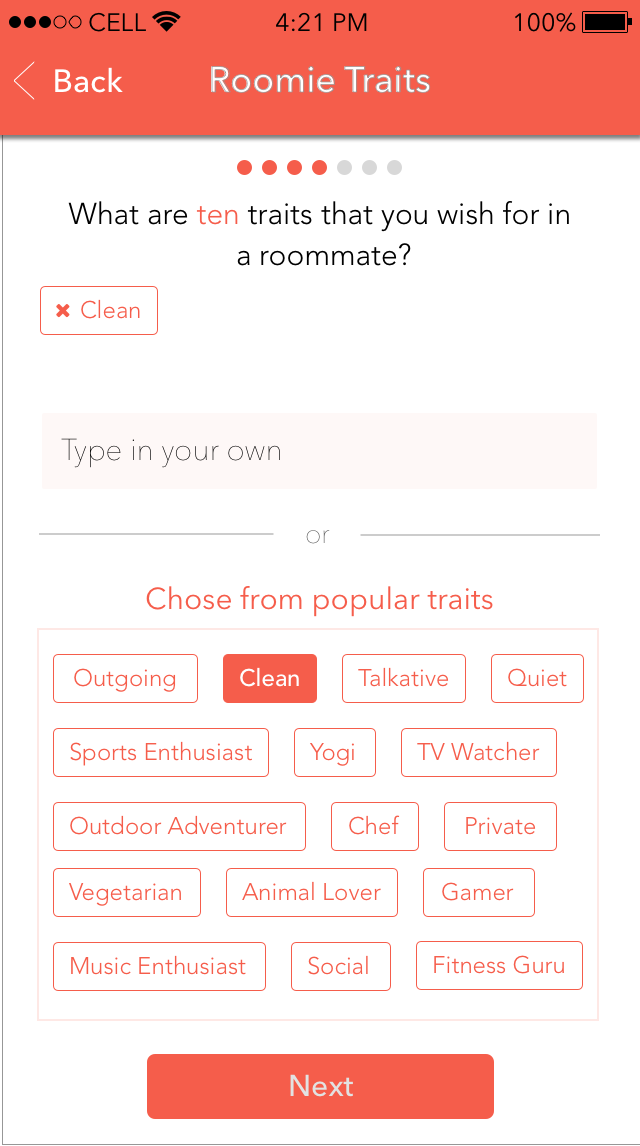 CELL 4:21 PM 100%
Back Roomie Traits
What are ten traits that you wish for in
a roommate?
✖ Clean
Type in your own
or
Chose from popular traits
Outgoing Clean Talkative Quiet
Sports Enthusiast Yogi TV Watcher
Outdoor Adventurer Chef Private
Vegetarian Animal Lover Gamer
Music Enthusiast Social Fitness Guru
Next